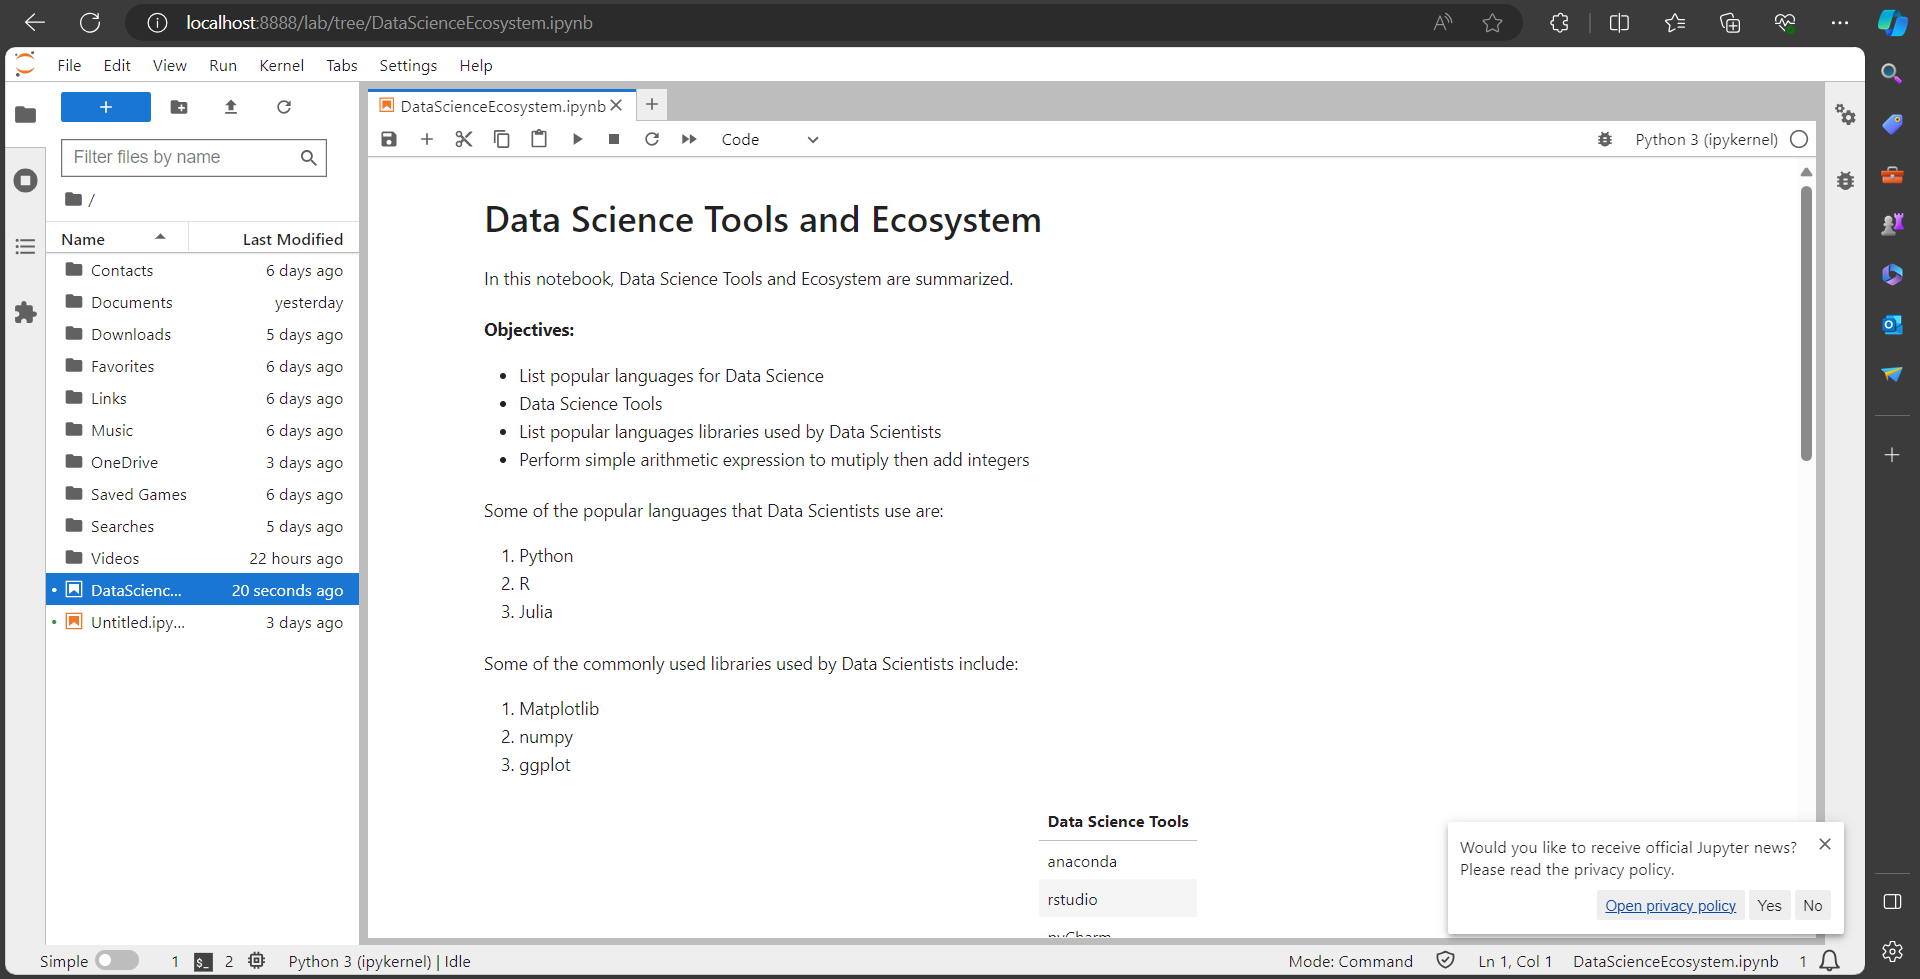 localhost:8888/lab/tree/DataScienceEcosystem.ipynb
File Edit View Run Kernel Tabs Settings Help
DataScienceEcosystem.ipynb
Filter files by name
Code
Python 3 (ipykernel)
/
Name Last Modified
Contacts 6 days ago
Documents yesterday
Downloads 5 days ago
Favorites 6 days ago
Links 6 days ago
Music 6 days ago
OneDrive 3 days ago
Saved Games 6 days ago
Searches 5 days ago
Videos 22 hours ago
DataScienc... 20 seconds ago
Untitled.ipy... 3 days ago
Data Science Tools and Ecosystem
In this notebook, Data Science Tools and Ecosystem are summarized.
Objectives:
• List popular languages for Data Science
• Data Science Tools
• List popular languages libraries used by Data Scientists
• Perform simple arithmetic expression to mutiply then add integers
Some of the popular languages that Data Scientists use are:
1. Python
2. R
3. Julia
Some of the commonly used libraries used by Data Scientists include:
1. Matplotlib
2. numpy
3. ggplot
Data Science Tools
anaconda
rstudio
Would you like to receive official Jupyter news?
Please read the privacy policy.
Open privacy policy Yes No
Simple 1 2 Python 3 (ipykernel) | Idle
Mode: Command Ln 1, Col 1 DataScienceEcosystem.ipynb 1